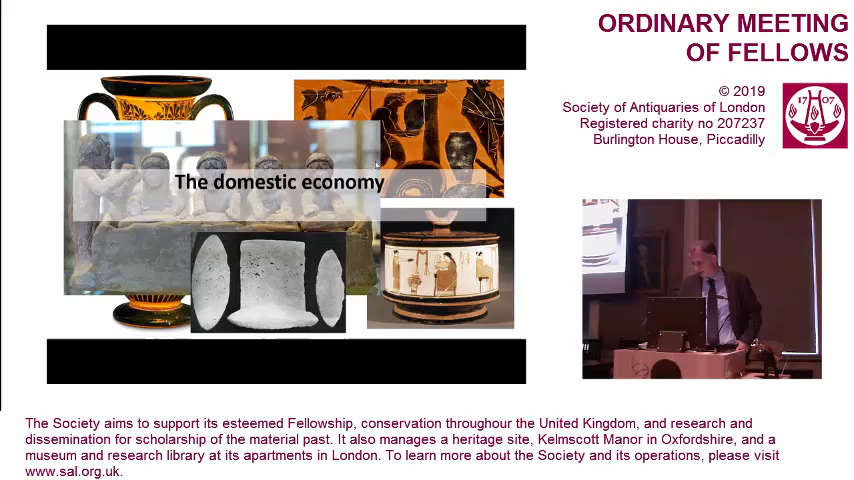 ORDINARY MEETING
OF FELLOWS
© 2019
Society of Antiquaries of London
Registered charity no 207237
Burlington House, Piccadilly
1707
The domestic economy
The Society aims to support its esteemed Fellowship, conservation throughour the United Kingdom, and research and
dissemination for scholarship of the material past. It also manages a heritage site, Kelmscott Manor in Oxfordshire, and a
museum and research library at its apartments in London. To learn more about the Society and its operations, please visit
www.sal.org.uk.